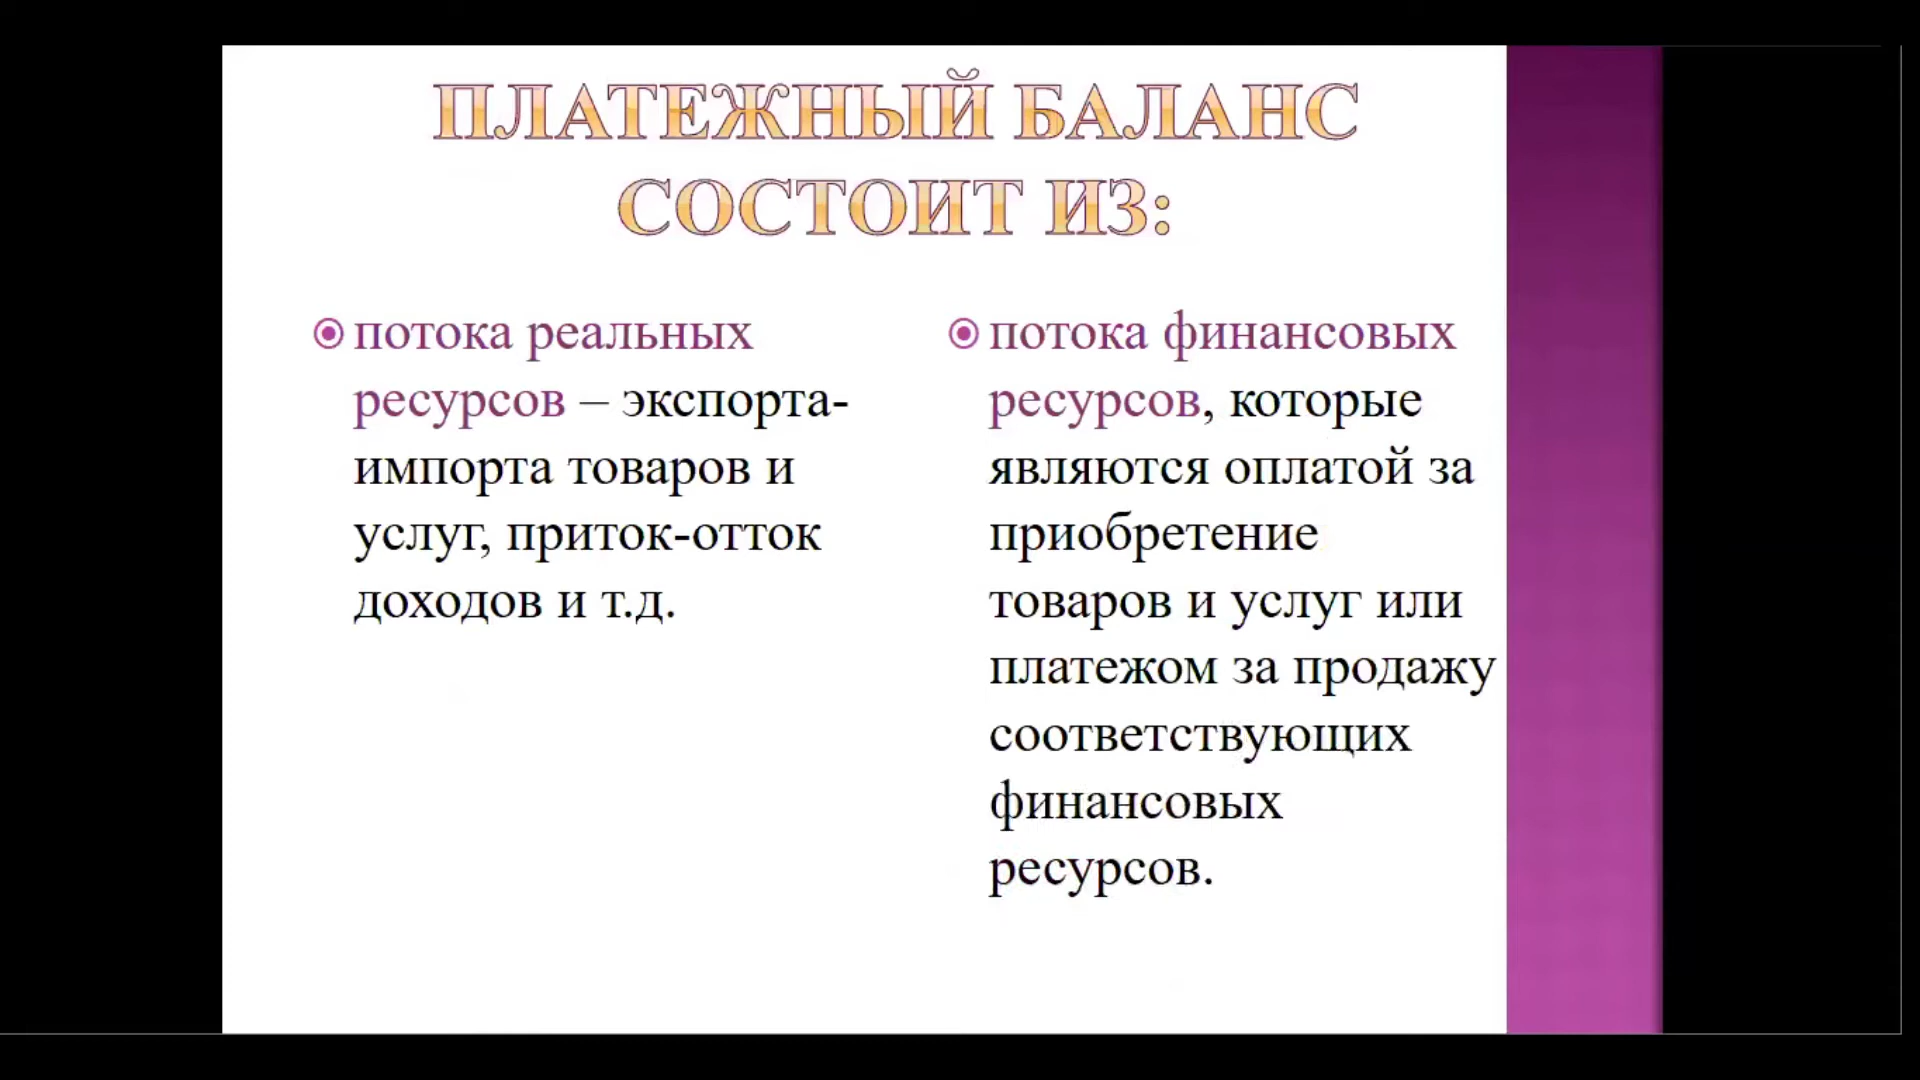 ПЛАТЕЖНЫЙ БАЛАНС
СОСТОИТ ИЗ:
потока реальных
ресурсов – экспорта-
импорта товаров и
услуг, приток-отток
доходов и т.д.
потока финансовых
ресурсов, которые
являются оплатой за
приобретение
товаров и услуг или
платежом за продажу
соответствующих
финансовых
ресурсов.